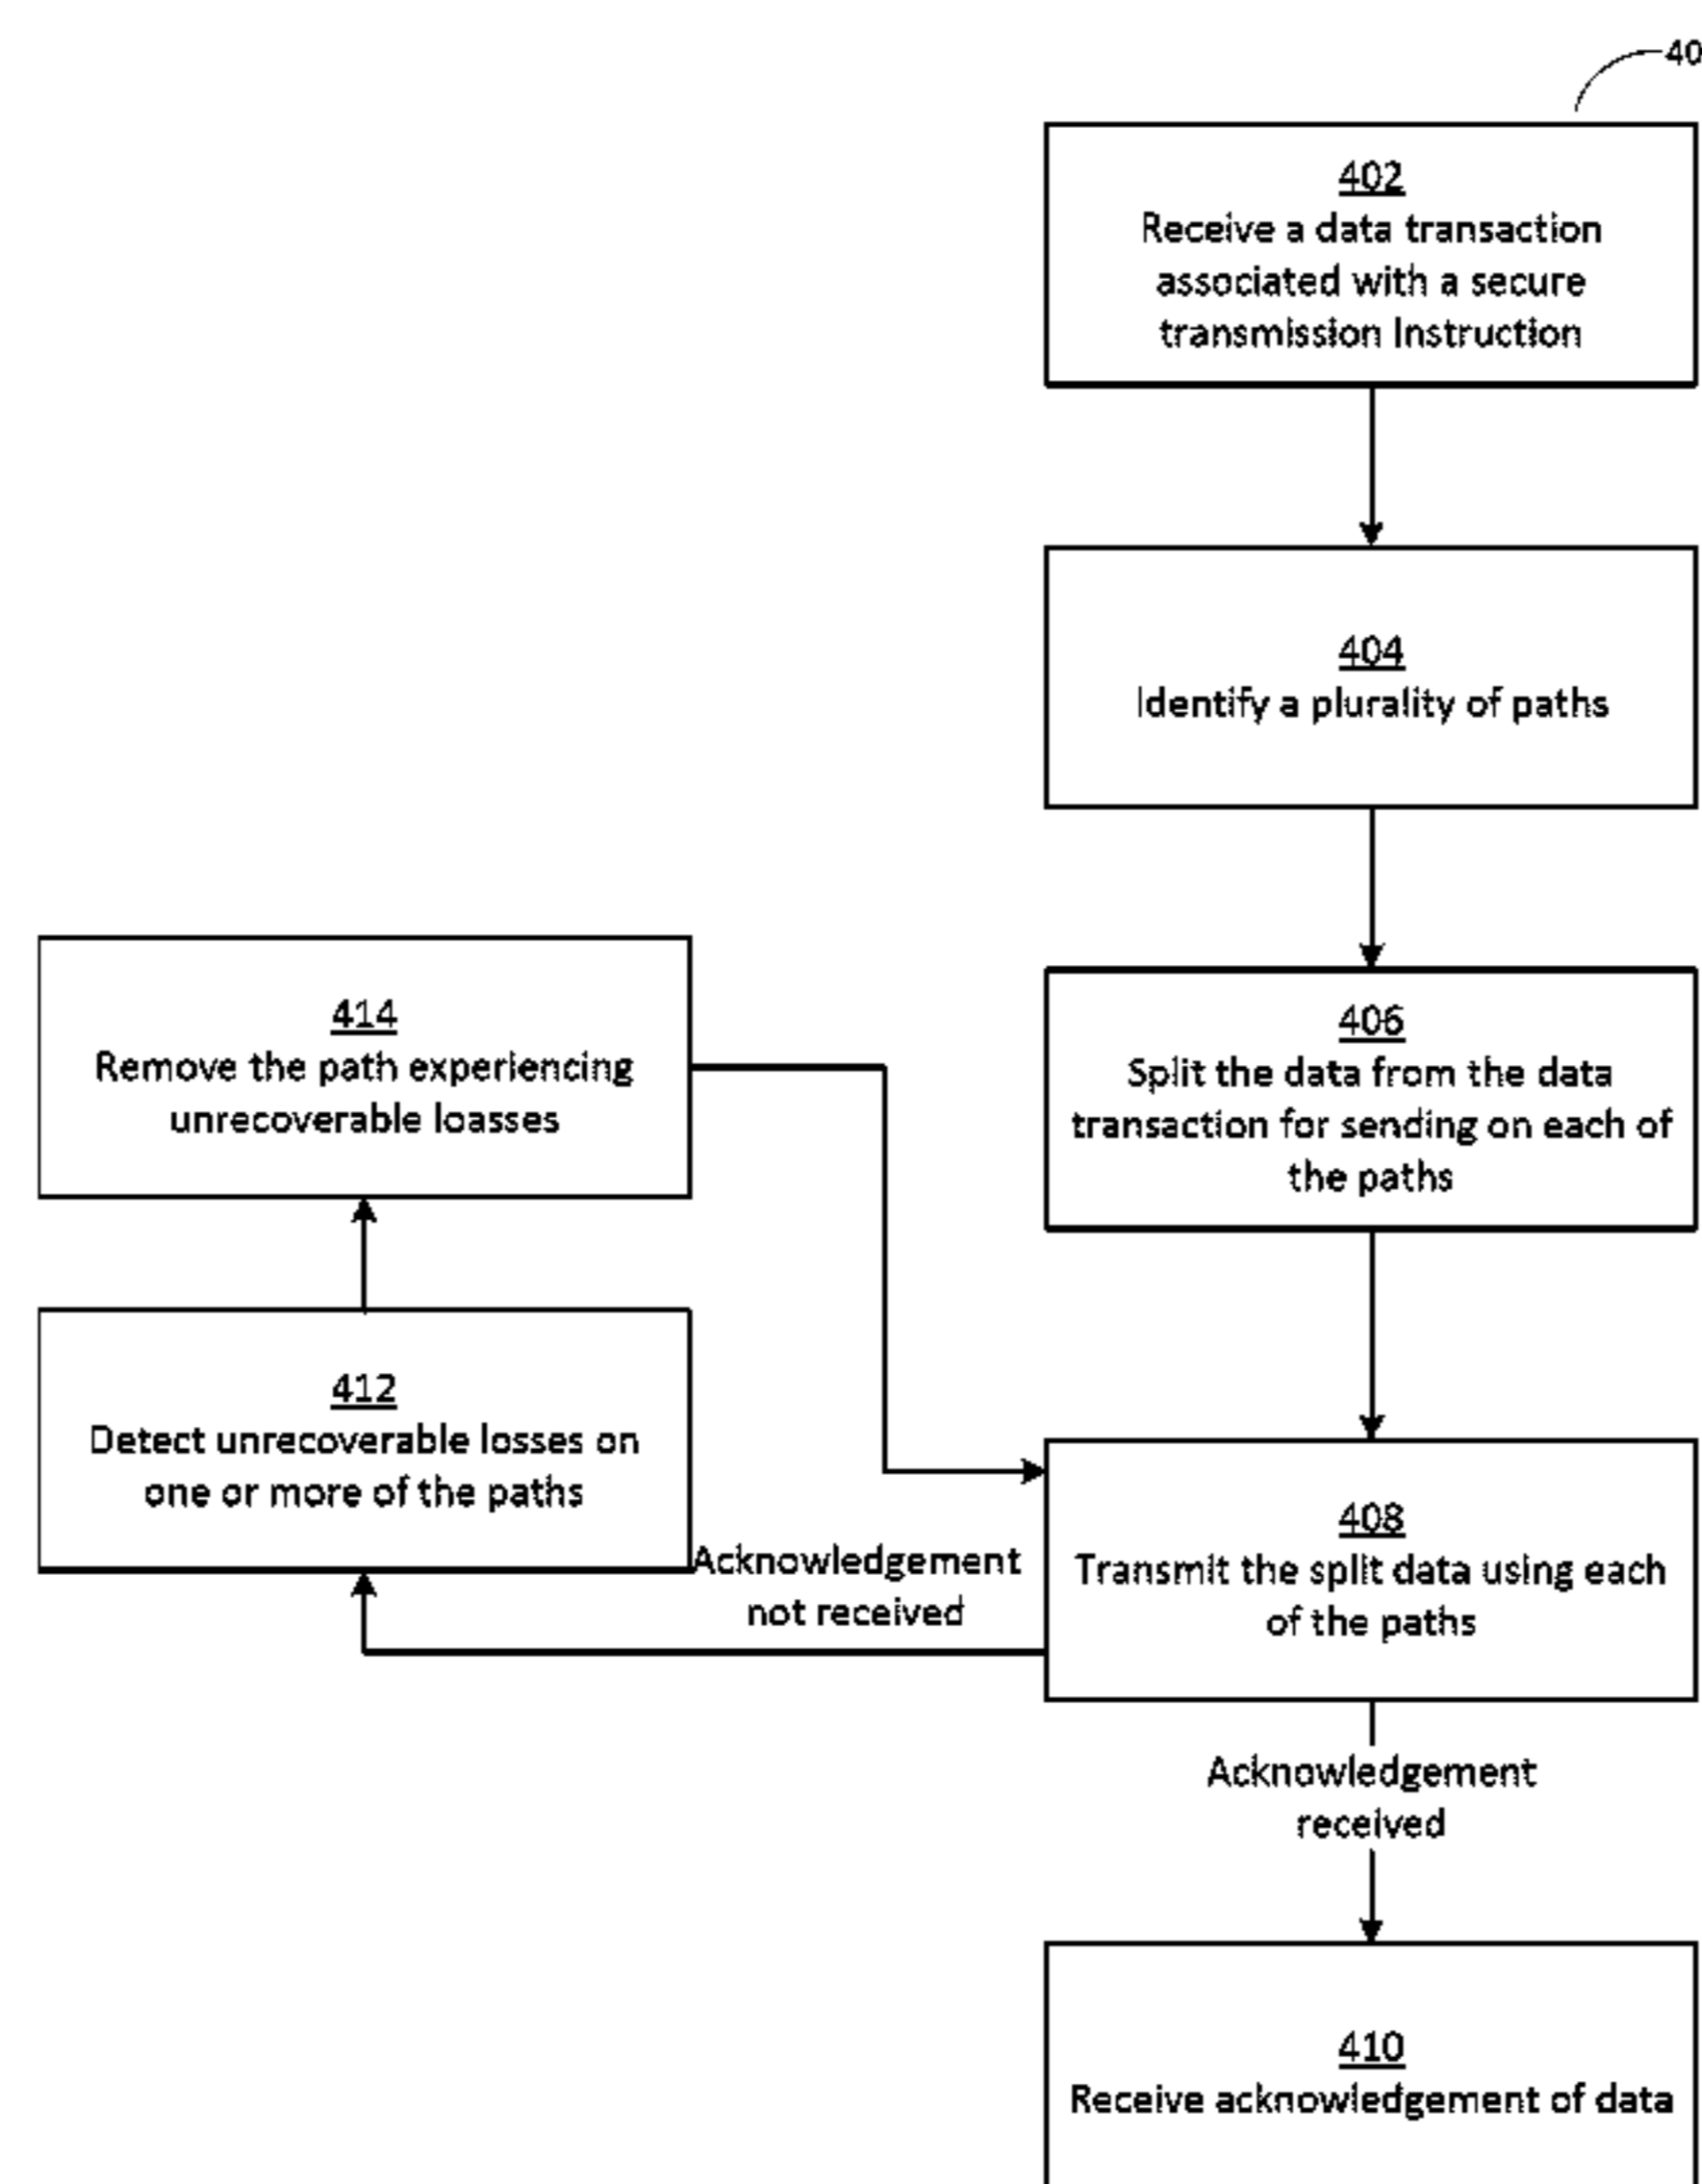 40
402
Receive a data transaction
associated with a secure
transmission Instruction
404
Identify a plurality of paths
406
Split the data from the data
transaction for sending on each of
the paths
414
Remove the path experiencing
unrecoverable loasses
412
Detect unrecoverable losses on
one or more of the paths
Acknowledgement
not received
408
Transmit the split data using each
of the paths
Acknowledgement
received
410
Receive acknowledgement of data